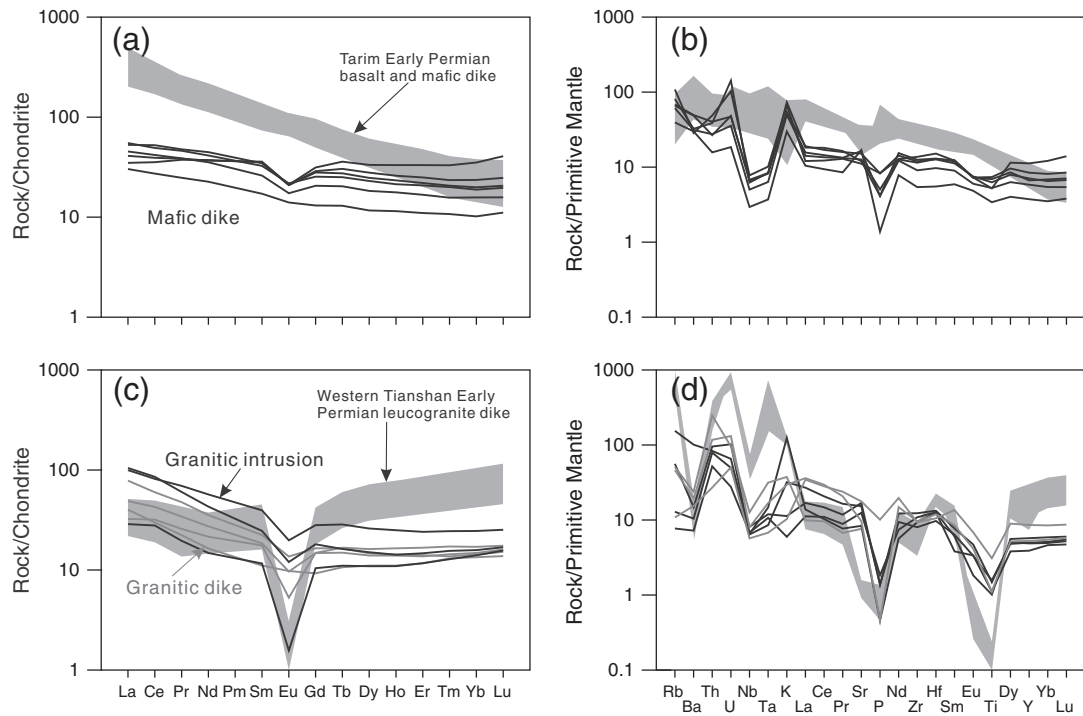 (a)
1000
100
10
1
Rock/Chondrite
Tarim Early Permian
basalt and mafic dike
Mafic dike
(b)
1000
100
10
1
0.1
Rock/Primitive Mantle
(c)
1000
100
10
1
Rock/Chondrite
Western Tianshan Early
Permian leucogranite dike
Granitic intrusion
Granitic dike
La Ce Pr Nd Pm Sm Eu Gd Tb Dy Ho Er Tm Yb Lu
(d)
1000
100
10
1
0.1
Rock/Primitive Mantle
Rb Th Nb K Ce Sr Nd Hf Eu Dy Yb
Ba U Ta La Pr P Zr Sm Ti Y Lu